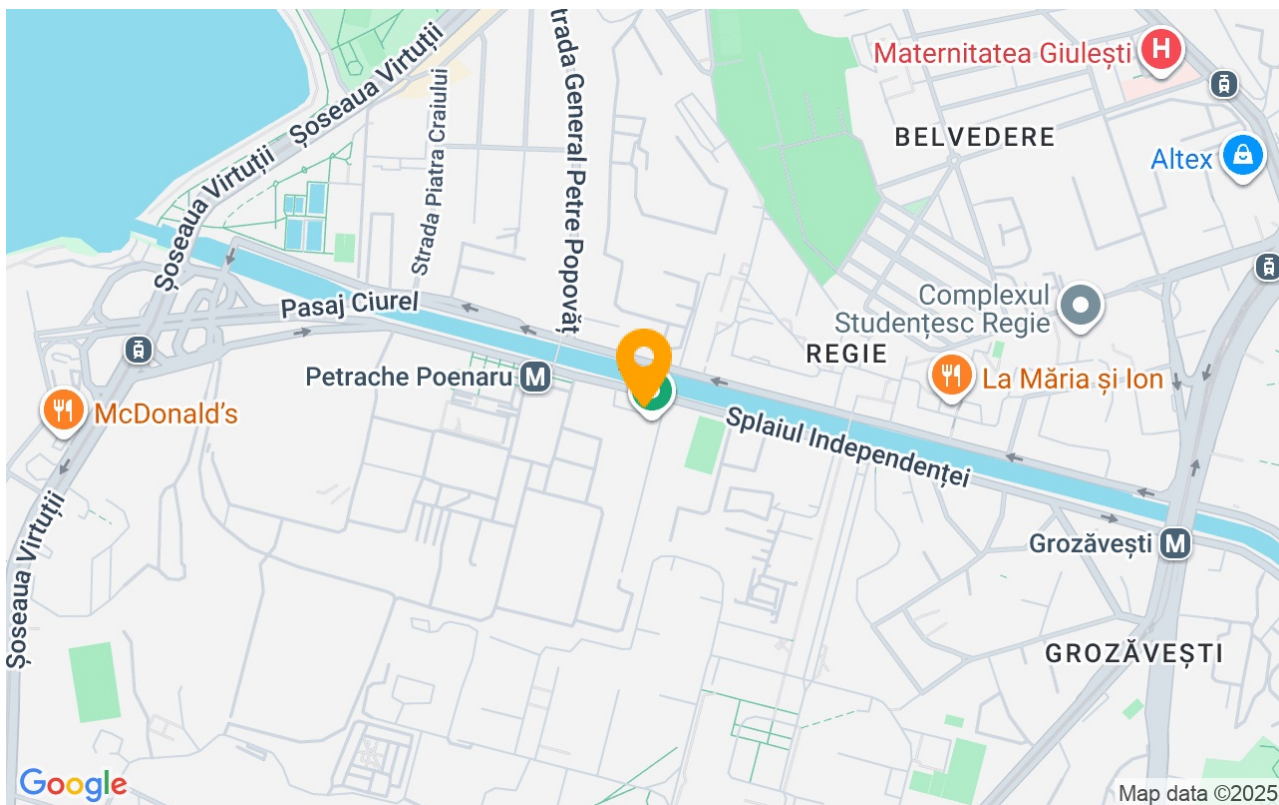 Șoseaua Virtuții
Șoseaua Virtuții
Strada Piatra Craiului
trada General Petre Popovăț
Maternitatea Giulești
H
BELVEDERE
Altex
Pasaj Ciurel
Complexul
Studențesc Regie
REGIE
Petrache Poenaru M
La Măria și Ion
McDonald's
Splaiul Independenței
Șoseaua Virtuții
Grozăvești M
GROZĂVEȘTI
Google
Map data ©2025